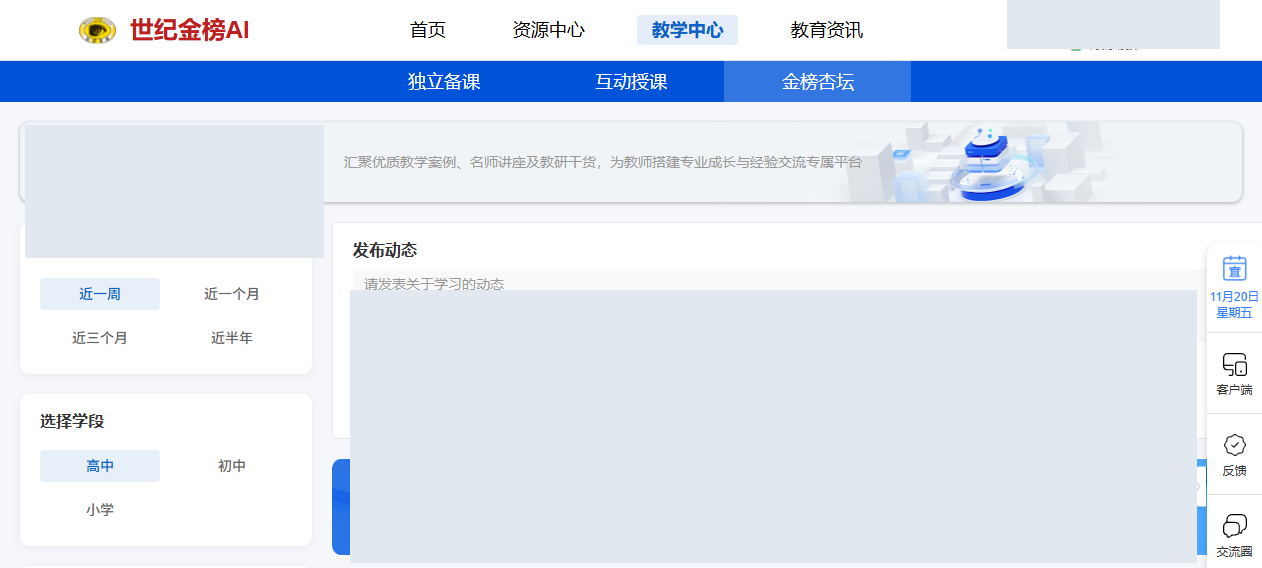 世纪金榜AI
首页 资源中心 教学中心 教育资讯
独立备课 互动授课 金榜杏坛
汇聚优质教学案例、名师讲座及教研干货，为教师搭建专业成长与经验交流专属平台
近一周 近一个月
近三个月 近半年
选择学段
高中 初中
小学
发布动态
请发表关于学习的动态
宜
11月20日
星期五
客户端
反馈
交流圈